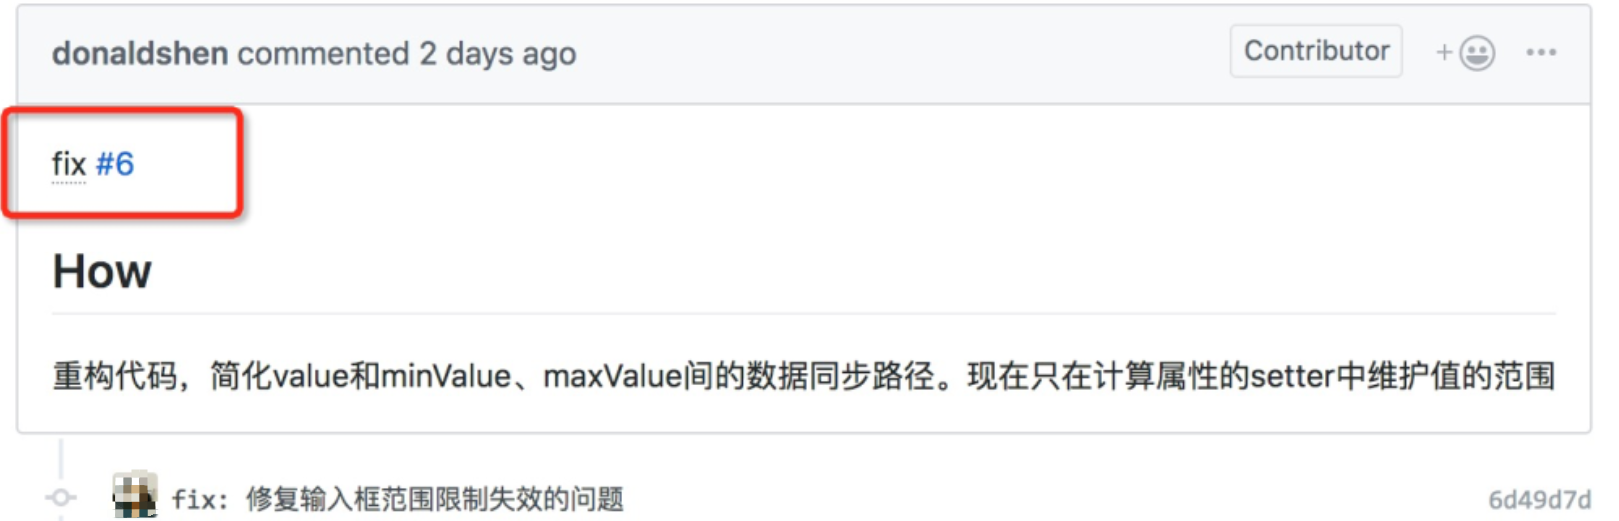 donaldshen commented 2 days ago Contributor
fix #6
How
重构代码，简化value和minValue、maxValue间的数据同步路径。现在只在计算属性的setter中维护值的范围
fix: 修复输入框范围限制失效的问题 6d49d7d